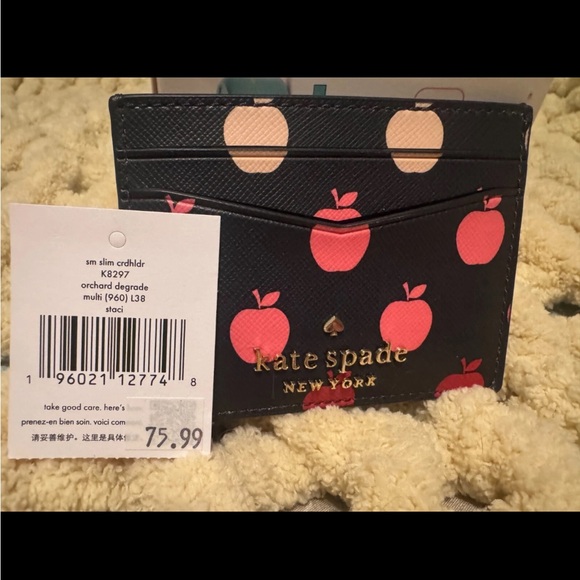 sm slim crdhldr
K8297
orchard degrade
multi (960) L38
staci
1 96021 12774 8
take good care. here's
prenez-en bien soin. voici
请妥善维护。这里是具体
75.99
kate spade
NEW YORK